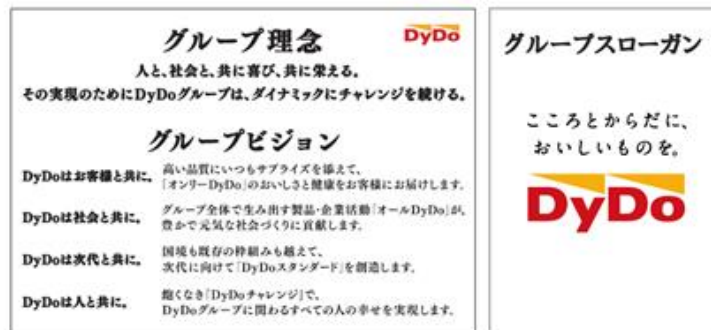 グループ理念
DyDo
人と、社会と、共に喜び、共に栄える。
その実現のためにDyDoグループは、ダイナミックにチャレンジを続ける。
グループビジョン
DyDoはお客様と共に。
高い品質にいつもサプライズを添えて、
「オンリーDyDo」のおいしさと健康をお客様にお届けします。
DyDoは社会と共に。
グループ全体で生み出す製品・企業活動「オールDyDo」が、
豊かで元気な社会づくりに貢献します。
DyDoは次代と共に。
国境も既存の枠組みも越えて、
次代に向けて「DyDoスタンダード」を創造します。
DyDoは人と共に。
飽くなき「DyDoチャレンジ」で、
DyDoグループに関わるすべての人の幸せを実現します。
グループスローガン
こころとからだに、
おいしいものを。
DyDo